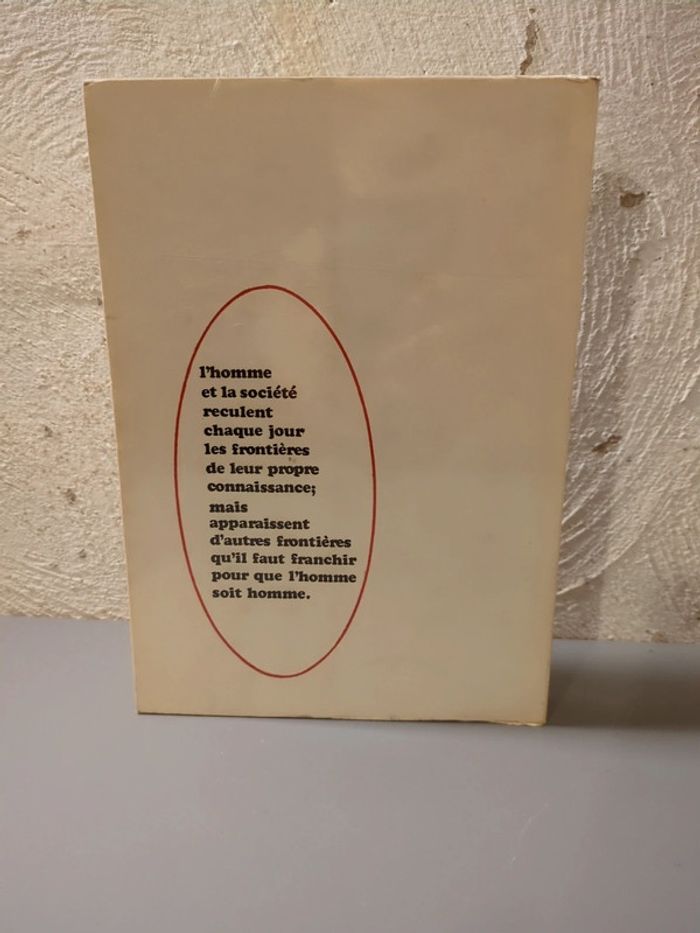 l'homme
et la société
reculent
chaque jour
les frontières
de leur propre
connaissance;
mais
apparaissent
d'autres frontières
qu'il faut franchir
pour que l'homme
soit homme.